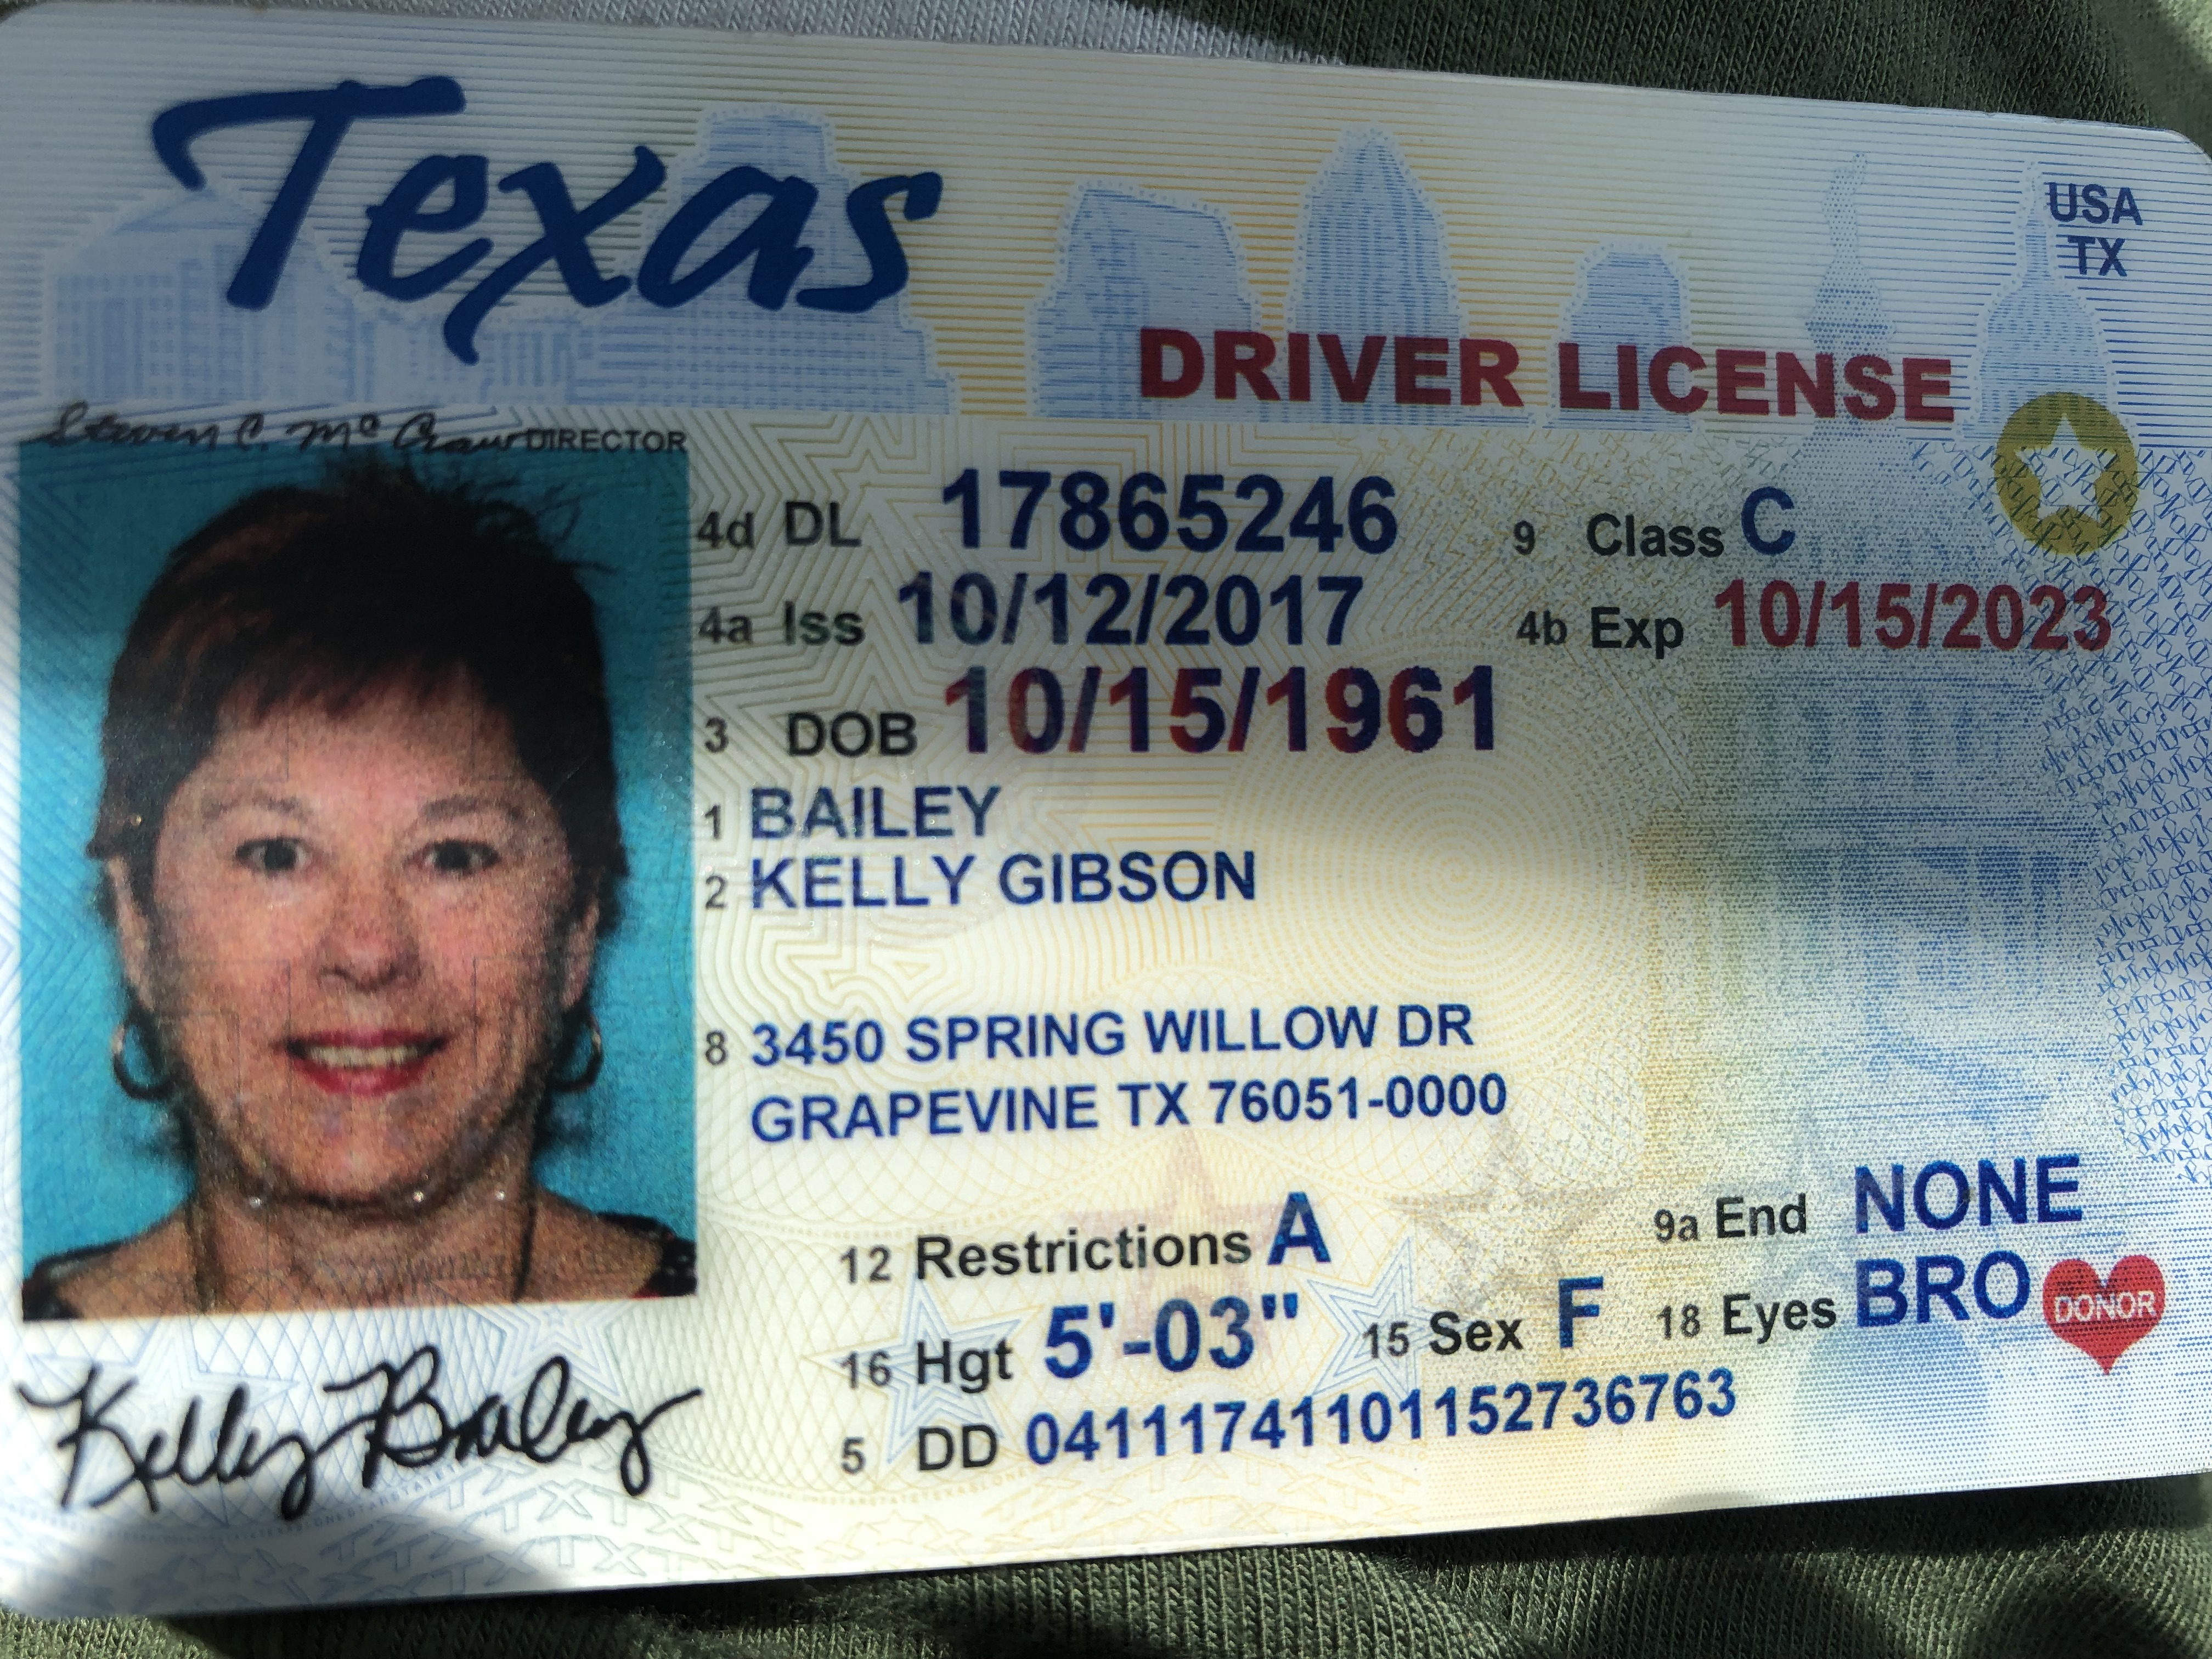 Texas
USA
TX
DRIVER LICENSE
Steven C. McCraw DIRECTOR
4d DL 17865246 9 Class C
4a Iss 10/12/2017 4b Exp 10/15/2023
3 DOB 10/15/1961
1 BAILEY
2 KELLY GIBSON
8 3450 SPRING WILLOW DR
GRAPEVINE TX 76051-0000
12 Restrictions A 9a End NONE
16 Hgt 5'-03" 15 Sex F 18 Eyes BRO DONOR
5 DD 04111741101152736763
Kelly Bailey